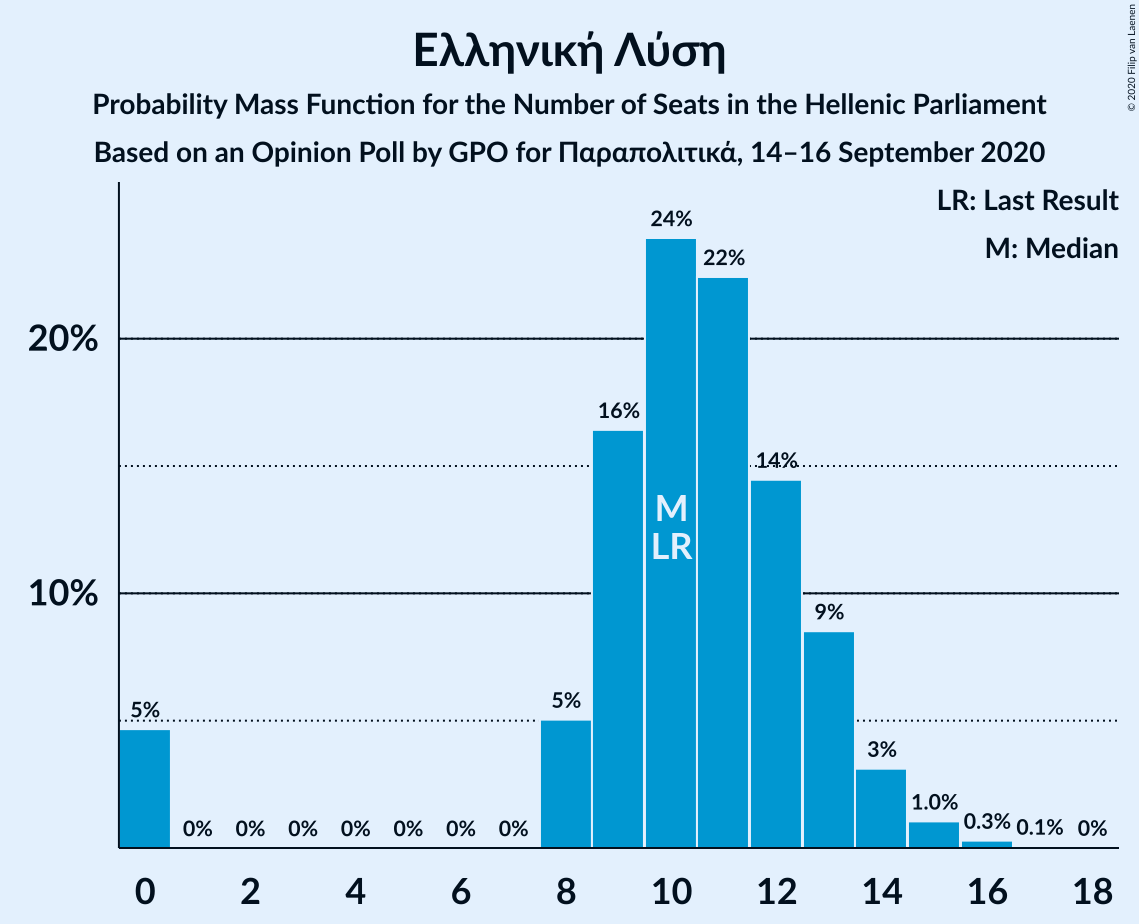 Ελληνική Λύση
Probability Mass Function for the Number of Seats in the Hellenic Parliament
Based on an Opinion Poll by GPO for Παραπολιτικά, 14–16 September 2020
© 2020 Filip van Laenen
LR: Last Result
M: Median
24%
22%
20%
16%
14%
M
LR
10%
9%
5%
5%
3%
1.0%
0% 0% 0% 0% 0% 0% 0% 0.3% 0.1% 0%
0 2 4 6 8 10 12 14 16 18